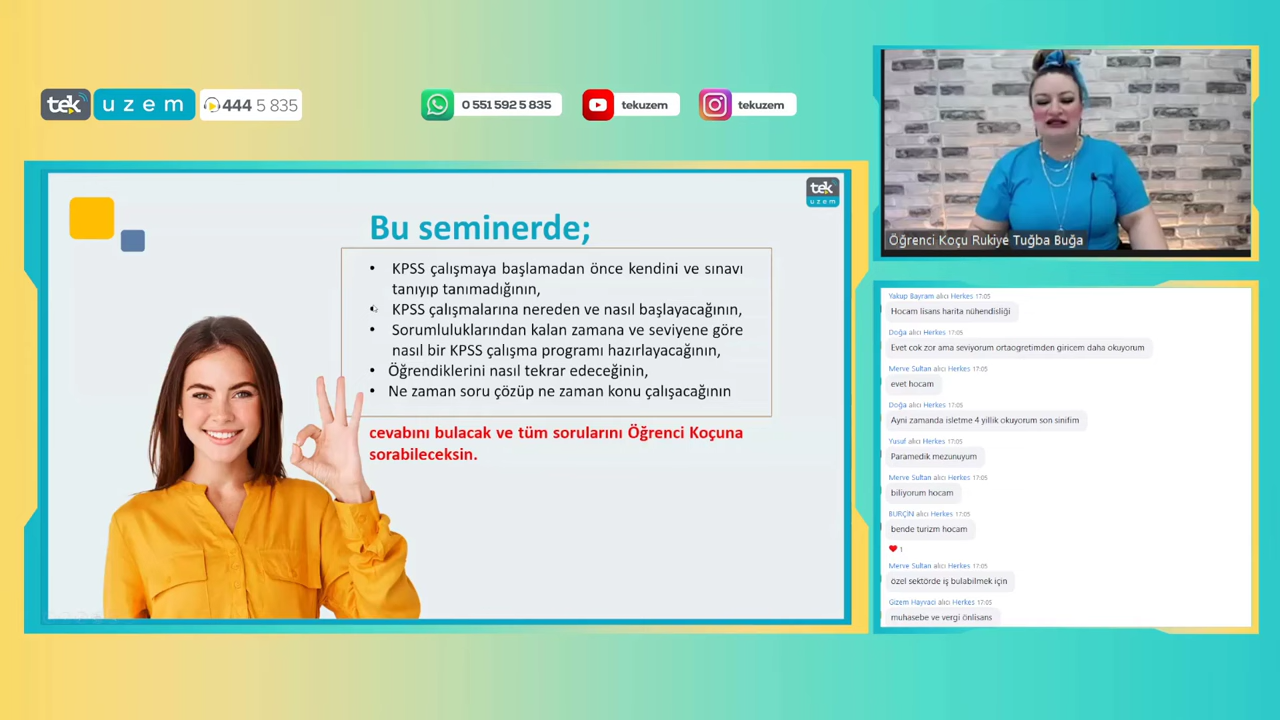 tek uzem 444 5 835
0 551 592 5 835
tekuzem
tekuzem
tek
uzem
Bu seminerde;
• KPSS çalışmaya başlamadan önce kendini ve sınavı
tanıyıp tanımadığının,
• KPSS çalışmalarına nereden ve nasıl başlayacağının,
• Sorumluluklarından kalan zamana ve seviyene göre
nasıl bir KPSS çalışma programı hazırlayacağının,
• Öğrendiklerini nasıl tekrar edeceğinin,
• Ne zaman soru çözüp ne zaman konu çalışacağının
cevabını bulacak ve tüm sorularını Öğrenci Koçuna
sorabileceksin.
Öğrenci Koçu Rukiye Tuğba Buğa
Yakup Bayram alıcı Herkes 17:05
Hocam lisans harita nühendisliği
Doğa alıcı Herkes 17:05
Evet cok zor ama seviyorum ortaogretimden giricem daha okuyorum
Merve Sultan alıcı Herkes 17:05
evet hocam
Doğa alıcı Herkes 17:05
Ayni zamanda isletme 4 yillik okuyorum son sinifim
Yusuf alıcı Herkes 17:05
Paramedik mezunuyum
Merve Sultan alıcı Herkes 17:05
biliyorum hocam
BURÇİN alıcı Herkes 17:05
bende turizm hocam
1
Merve Sultan alıcı Herkes 17:05
özel sektörde iş bulabilmek için
Gizem Hayvaci alıcı Herkes 17:05
muhasebe ve vergi önlisans